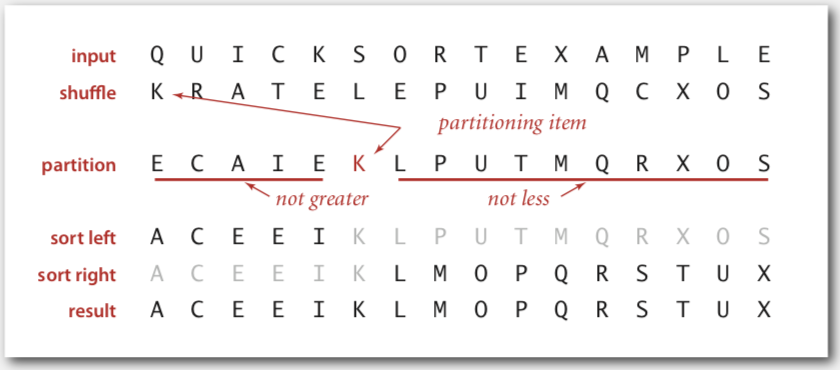 input Q U I C K S O R T E X A M P L E
shuffle K R A T E L E P U I M Q C X O S
partitioning item
partition E C A I E K L P U T M Q R X O S
not greater not less
sort left A C E E I K L P U T M Q R X O S
sort right A C E E I K L M O P Q R S T U X
result A C E E I K L M O P Q R S T U X